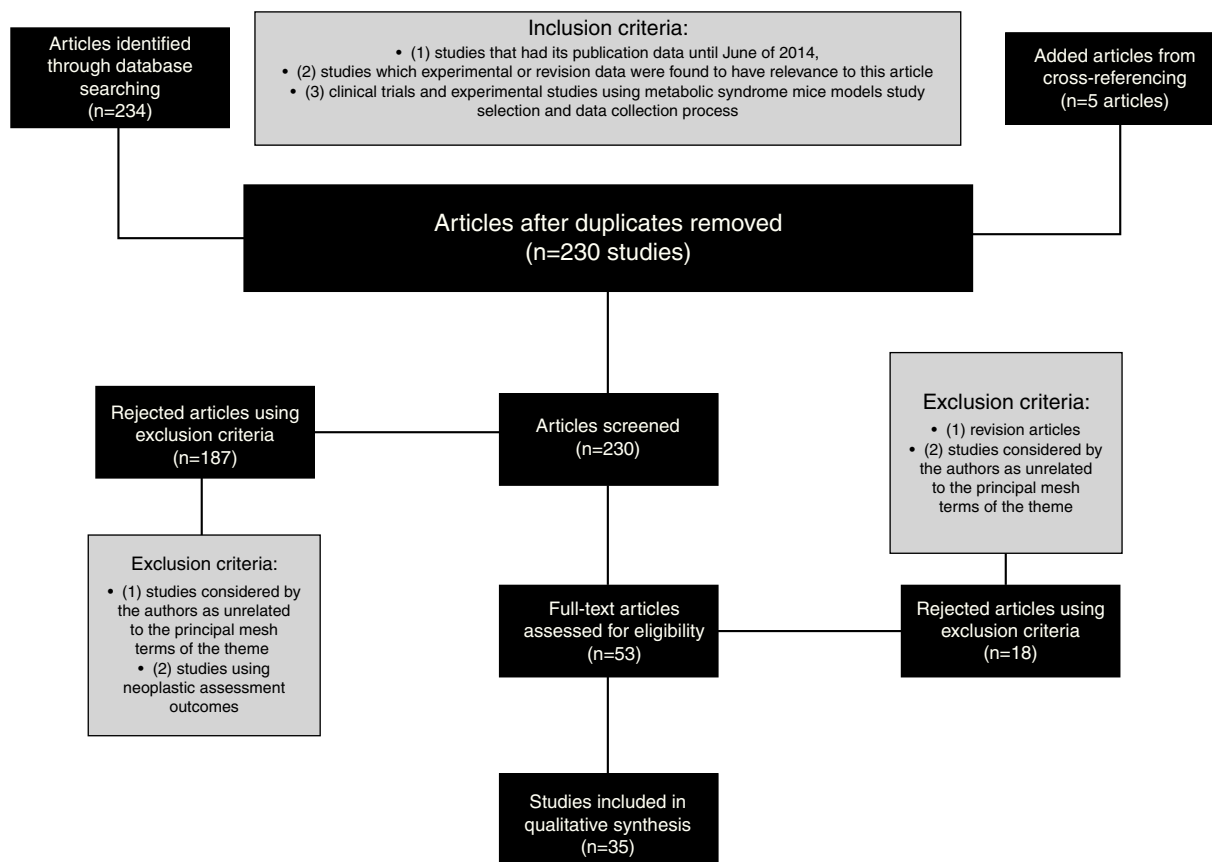 Articles identified
through database
searching
(n=234)
Inclusion criteria:
• (1) studies that had its publication data until June of 2014,
• (2) studies which experimental or revision data were found to have relevance to this article
• (3) clinical trials and experimental studies using metabolic syndrome mice models study
selection and data collection process
Added articles from
cross-referencing
(n=5 articles)
Articles after duplicates removed
(n=230 studies)
Rejected articles using
exclusion criteria
(n=187)
Articles screened
(n=230)
Exclusion criteria:
• (1) revision articles
• (2) studies considered by
the authors as unrelated
to the principal mesh
terms of the theme
Exclusion criteria:
• (1) studies considered by
the authors as unrelated
to the principal mesh
terms of the theme
• (2) studies using
neoplastic assessment
outcomes
Full-text articles
assessed for eligibility
(n=53)
Rejected articles using
exclusion criteria
(n=18)
Studies included in
qualitative synthesis
(n=35)